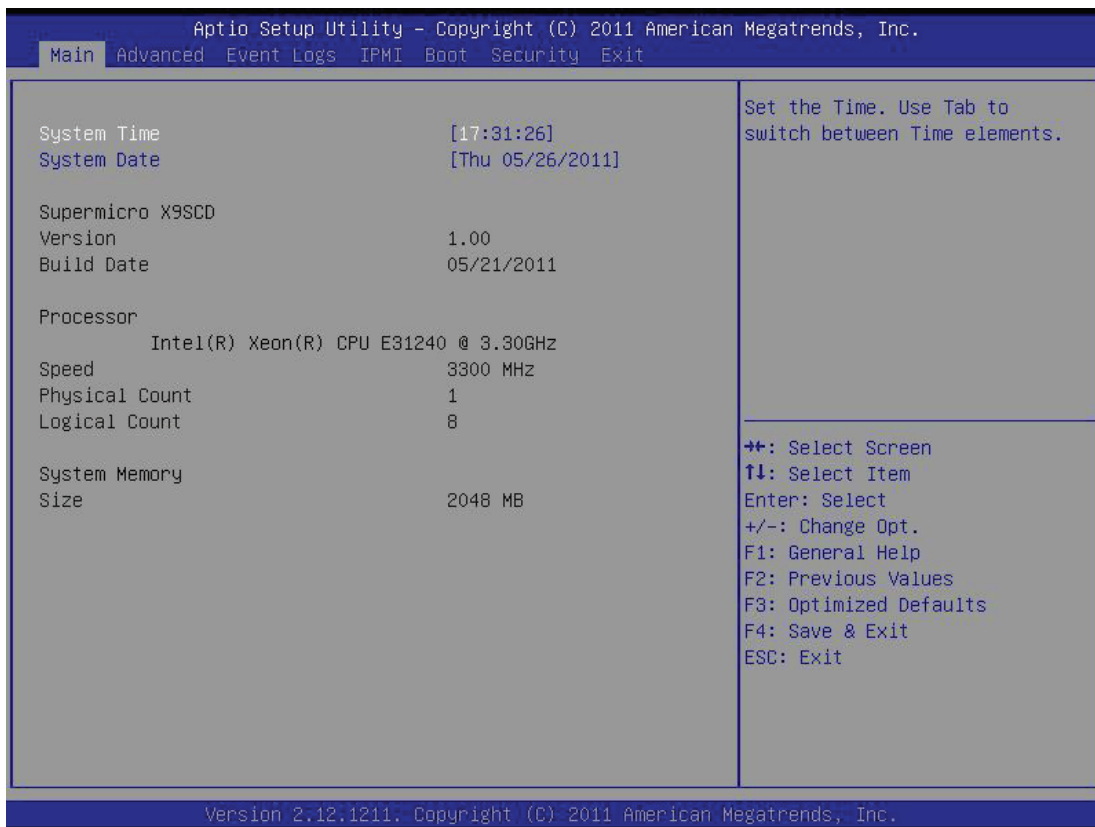 Aptio Setup Utility – Copyright (C) 2011 American Megatrends, Inc.
Main Advanced Event Logs IPMI Boot Security Exit
System Time [17:31:26]
System Date [Thu 05/26/2011]
Supermicro X9SCD
Version 1.00
Build Date 05/21/2011
Processor
Intel(R) Xeon(R) CPU E31240 @ 3.30GHz
Speed 3300 MHz
Physical Count 1
Logical Count 8
System Memory
Size 2048 MB
Set the Time. Use Tab to
switch between Time elements.
→←: Select Screen
↑↓: Select Item
Enter: Select
+/-: Change Opt.
F1: General Help
F2: Previous Values
F3: Optimized Defaults
F4: Save & Exit
ESC: Exit
Version 2.12.1211. Copyright (C) 2011 American Megatrends, Inc.